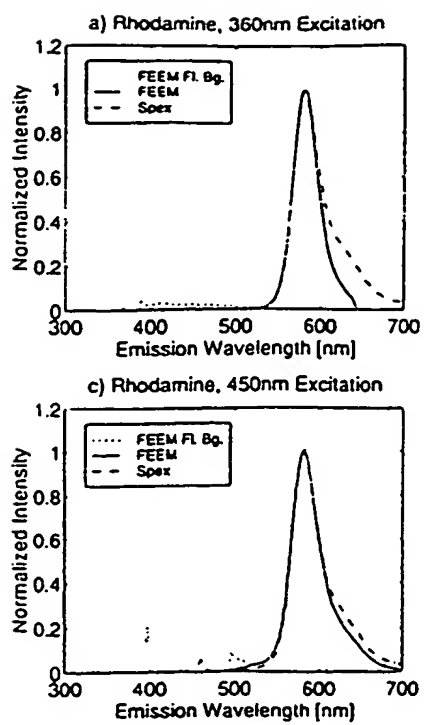 a) Rhodamine, 360nm Excitation
1.2
1
0.8
0.6
0.4
0.2
0
Normalized Intensity
FEEM Fl. Bg.
FEEM
Spex
300 400 500 600 700
Emission Wavelength [nm]
c) Rhodamine, 450nm Excitation
1.2
1
0.8
0.6
0.4
0.2
0
Normalized Intensity
FEEM Fl. Bg.
FEEM
Spex
300 400 500 600 700
Emission Wavelength [nm]